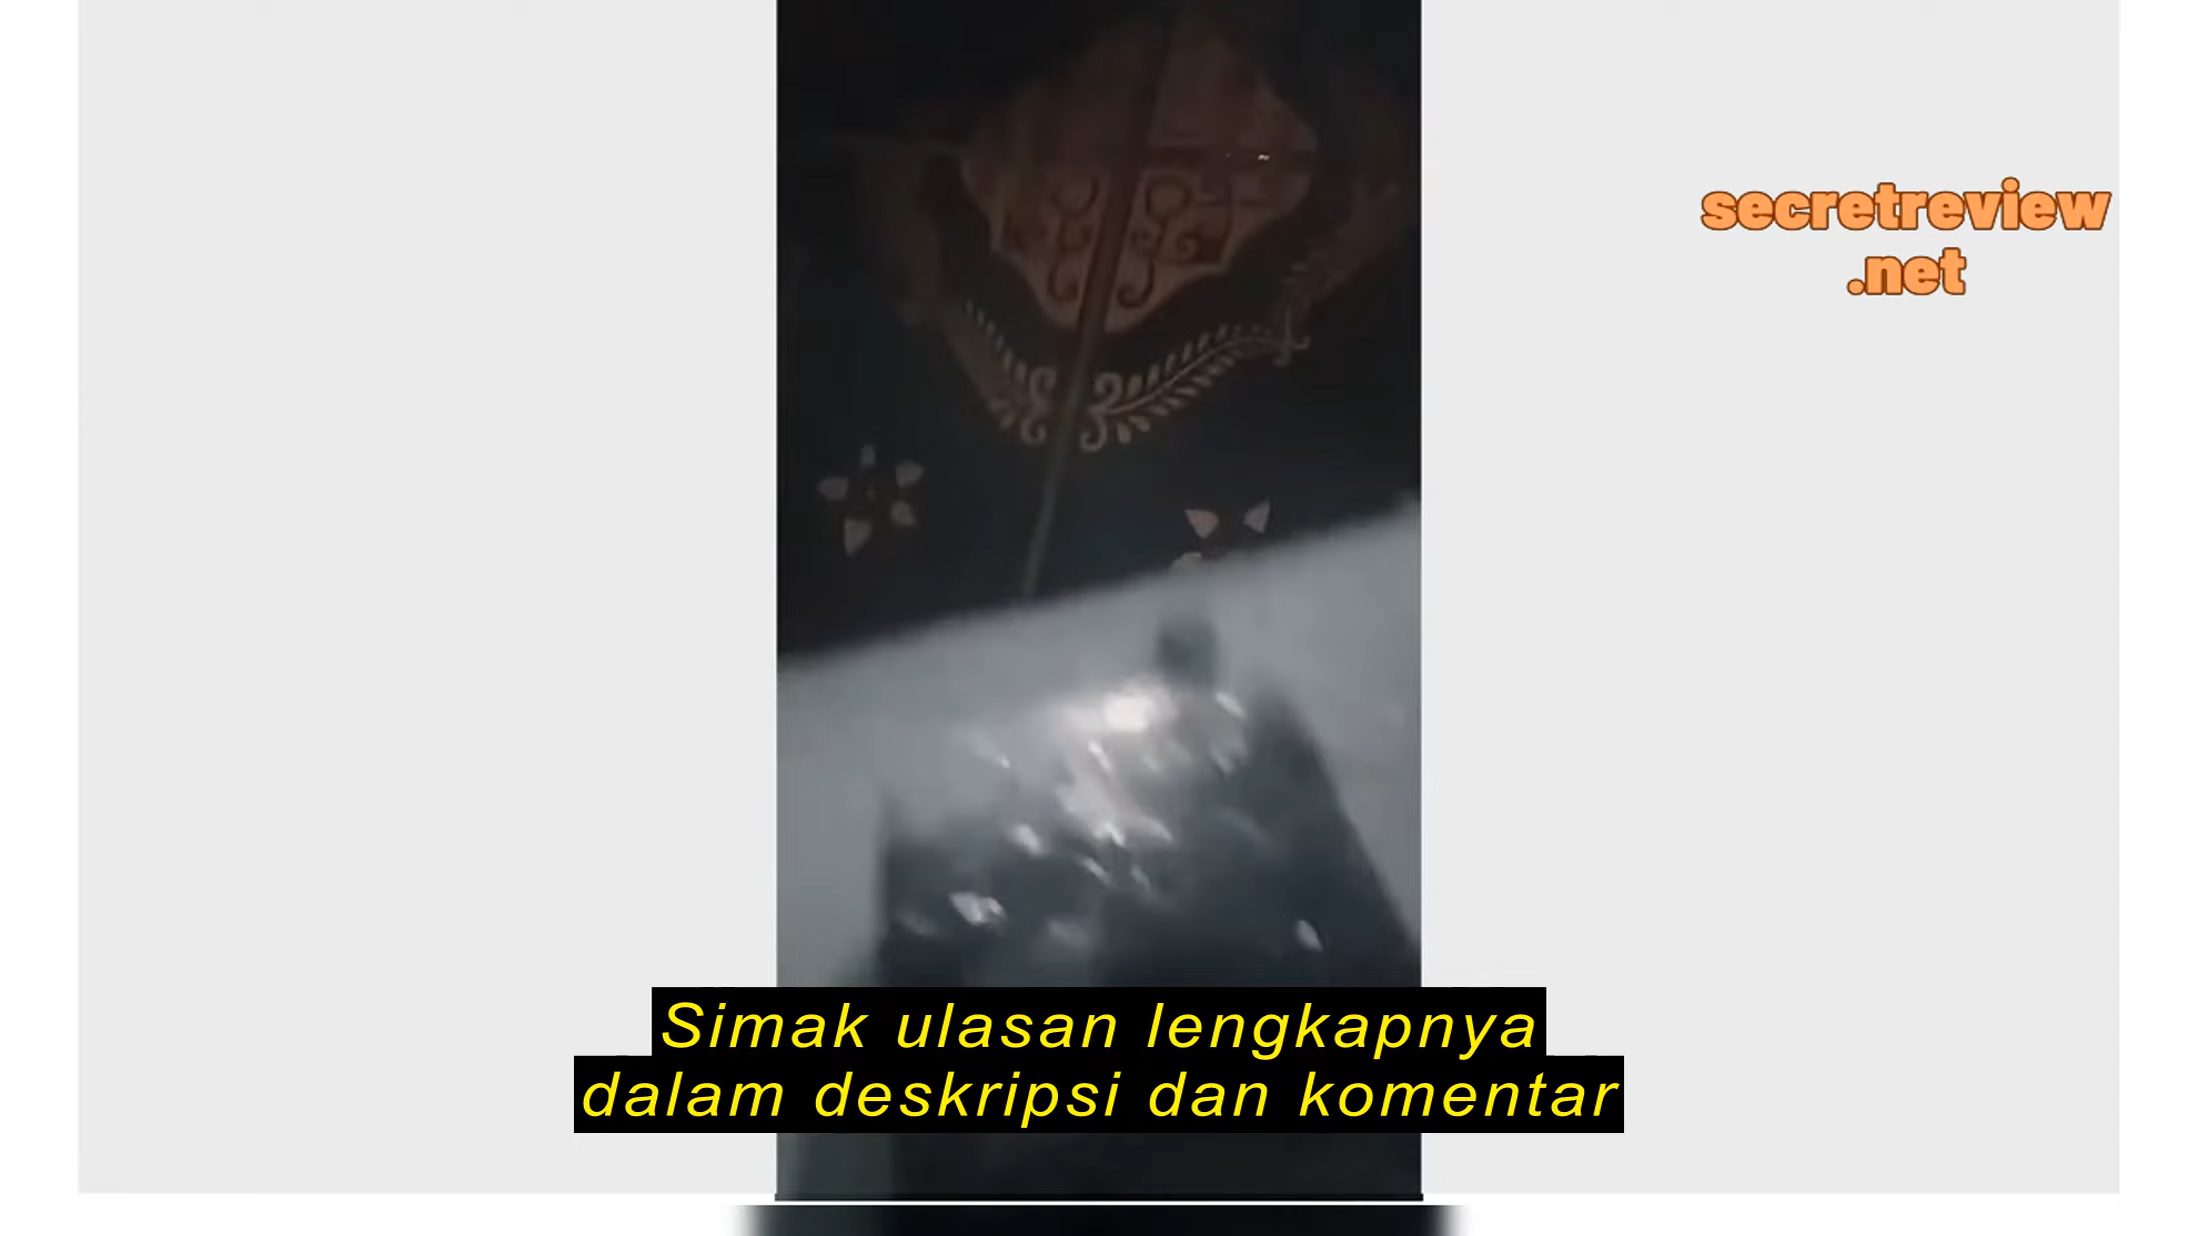 secretreview
.net
Simak ulasan lengkapnya
dalam deskripsi dan komentar